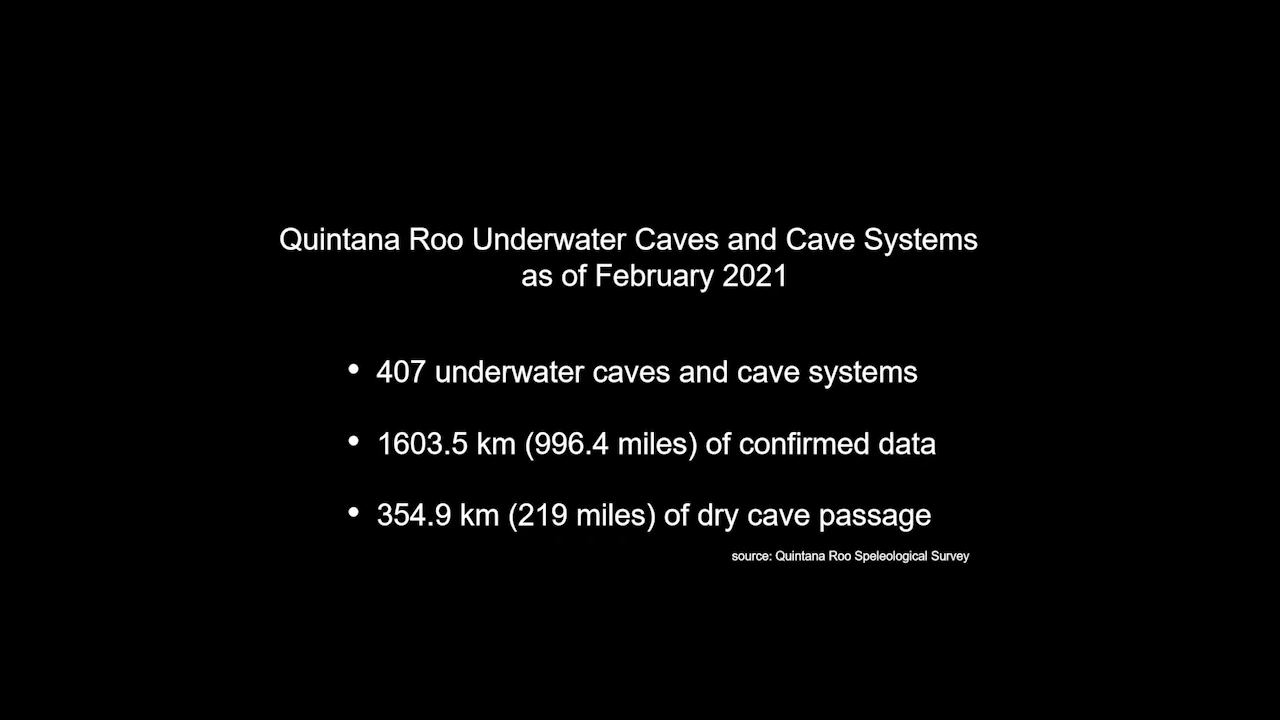 Quintana Roo Underwater Caves and Cave Systems
as of February 2021
• 407 underwater caves and cave systems
• 1603.5 km (996.4 miles) of confirmed data
• 354.9 km (219 miles) of dry cave passage
source: Quintana Roo Speleological Survey